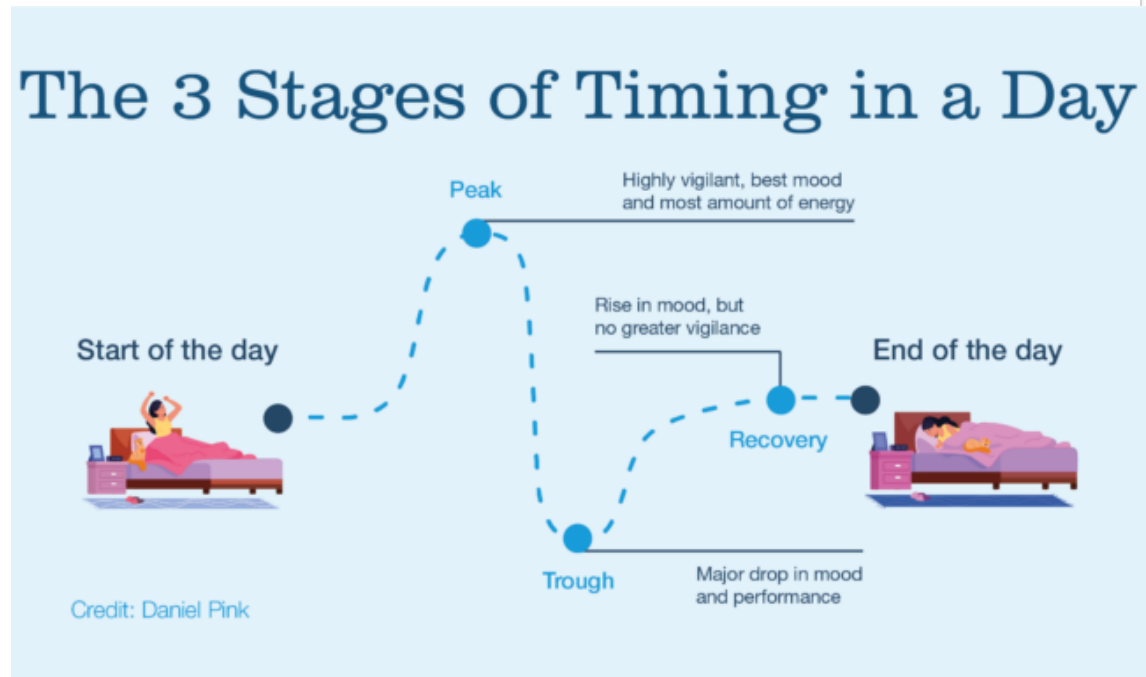 The 3 Stages of Timing in a Day
Peak
Highly vigilant, best mood
and most amount of energy
Rise in mood, but
no greater vigilance
Start of the day
End of the day
Recovery
Trough
Major drop in mood
and performance
Credit: Daniel Pink